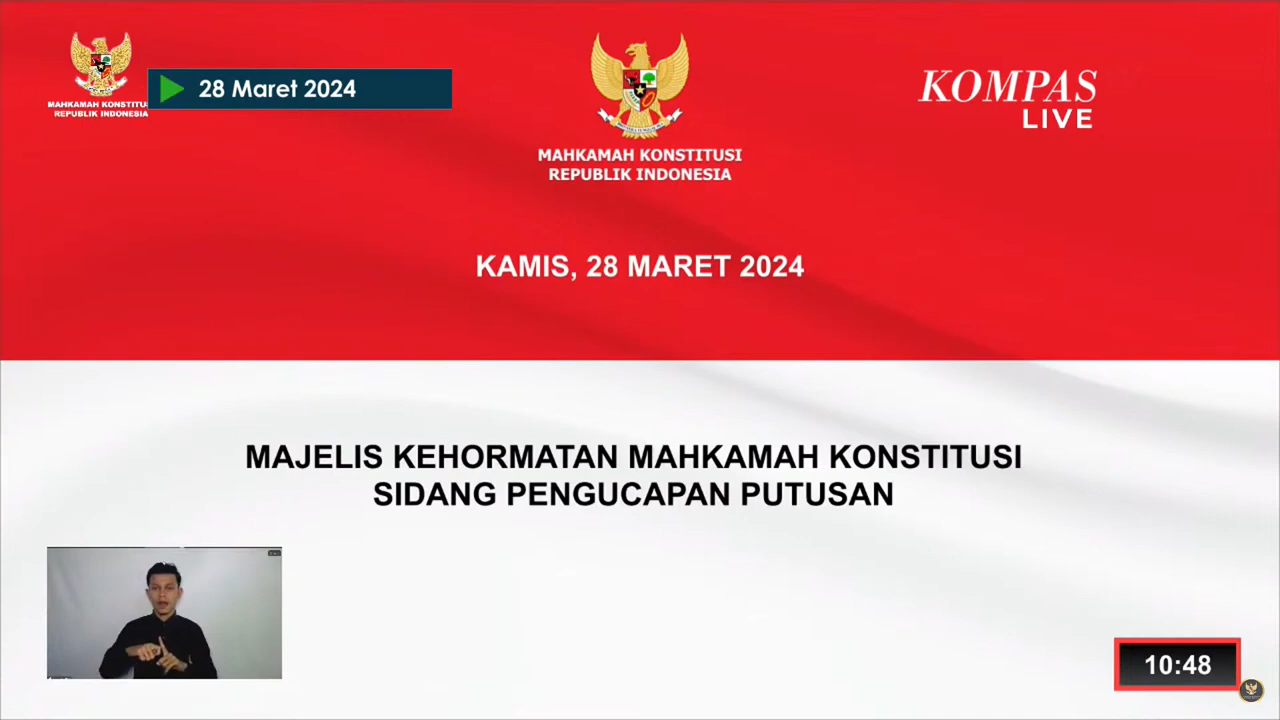 MAHKAMAH KONSTITUSI
REPUBLIK INDONESIA
28 Maret 2024
MAHKAMAH KONSTITUSI
REPUBLIK INDONESIA
KOMPAS
LIVE
KAMIS, 28 MARET 2024
MAJELIS KEHORMATAN MAHKAMAH KONSTITUSI
SIDANG PENGUCAPAN PUTUSAN
10:48